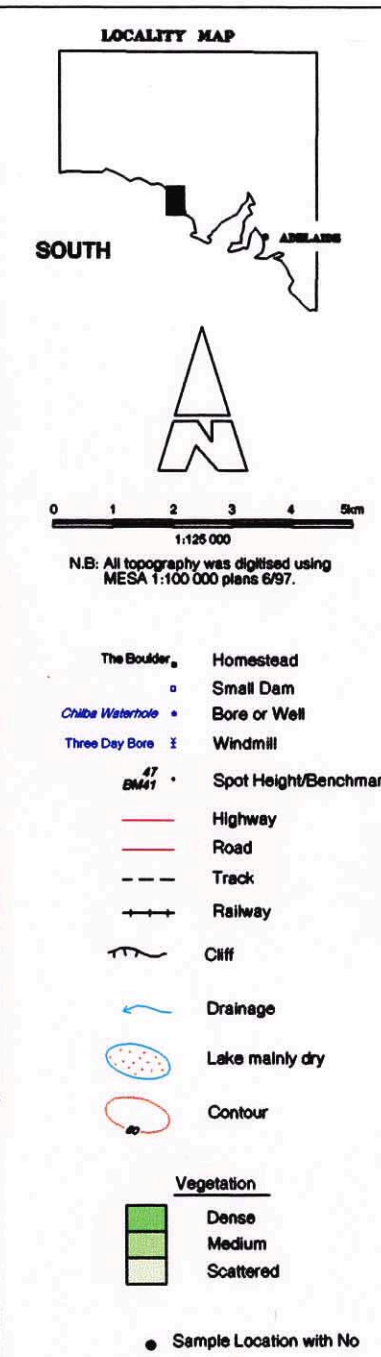 LOCALITY MAP
SOUTH
ADELAIDE
N
0 1 2 3 4 5km
1:125 000
N.B: All topography was digitised using
MESA 1:100 000 plans 6/97.
The Boulder Homestead
Small Dam
Chilba Waterhole Bore or Well
Three Day Bore Windmill
47
BM41 Spot Height/Benchmar
Highway
Road
Track
Railway
Cliff
Drainage
Lake mainly dry
Contour
60
Vegetation
Dense
Medium
Scattered
Sample Location with No